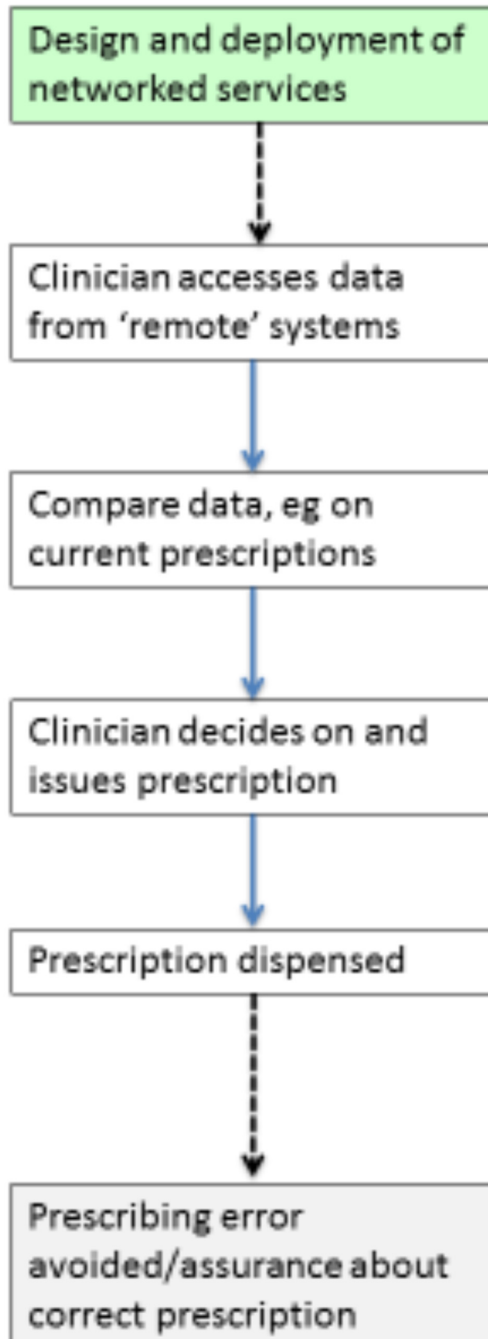 Design and deployment of
networked services
Clinician accesses data
from ‘remote’ systems
Compare data, eg on
current prescriptions
Clinician decides on and
issues prescription
Prescription dispensed
Prescribing error
avoided/assurance about
correct prescription